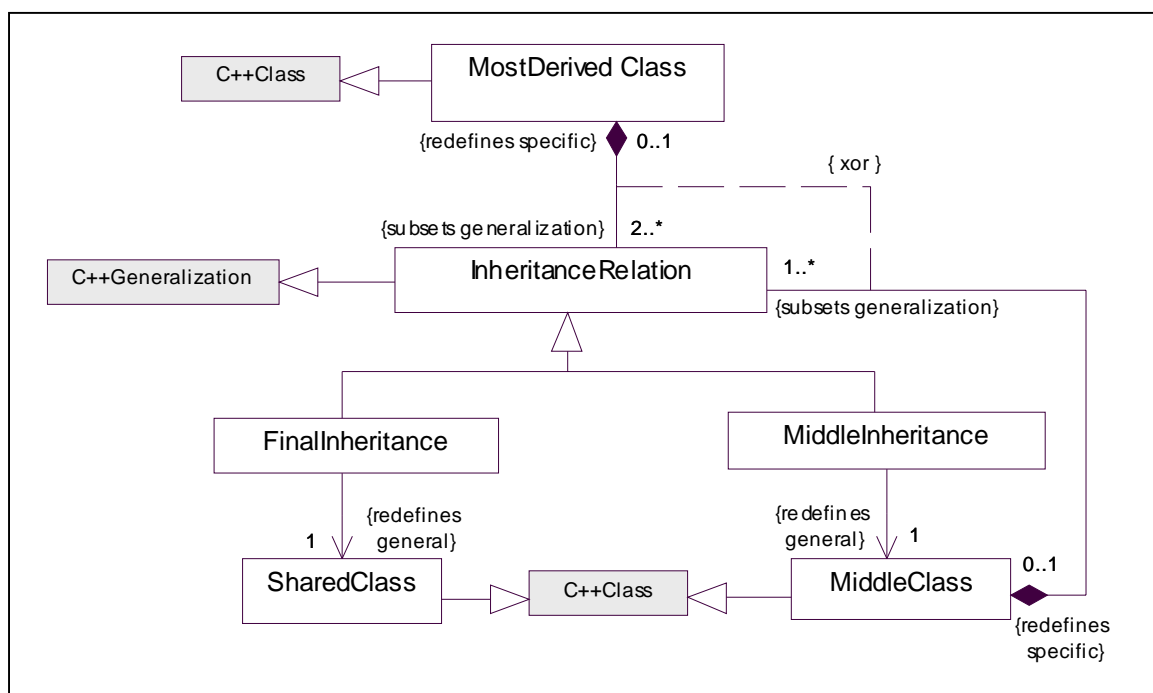 C++Class
MostDerived Class
{redefines specific}
0..1
{ xor }
{subsets generalization}
2..*
C++Generalization
InheritanceRelation
1..*
{subsets generalization}
FinalInheritance
MiddleInheritance
{redefines
general}
1
{redefines
general}
1
SharedClass
C++Class
MiddleClass
0..1
{redefines
specific}